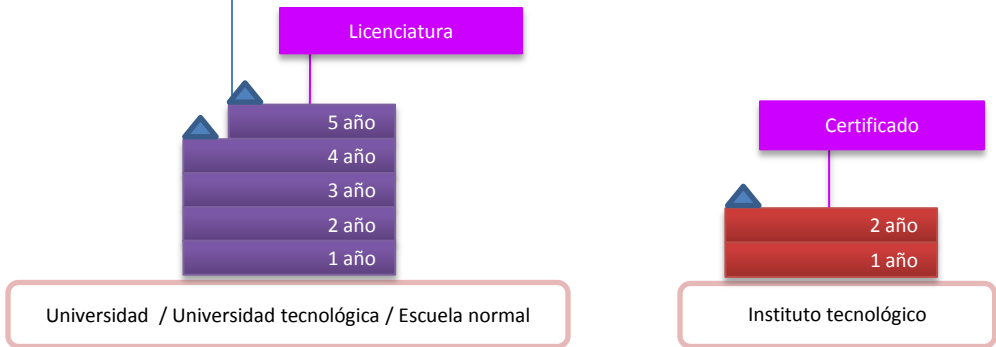 Licenciatura
5 año
4 año
3 año
2 año
1 año
Universidad / Universidad tecnológica / Escuela normal
Certificado
2 año
1 año
Instituto tecnológico